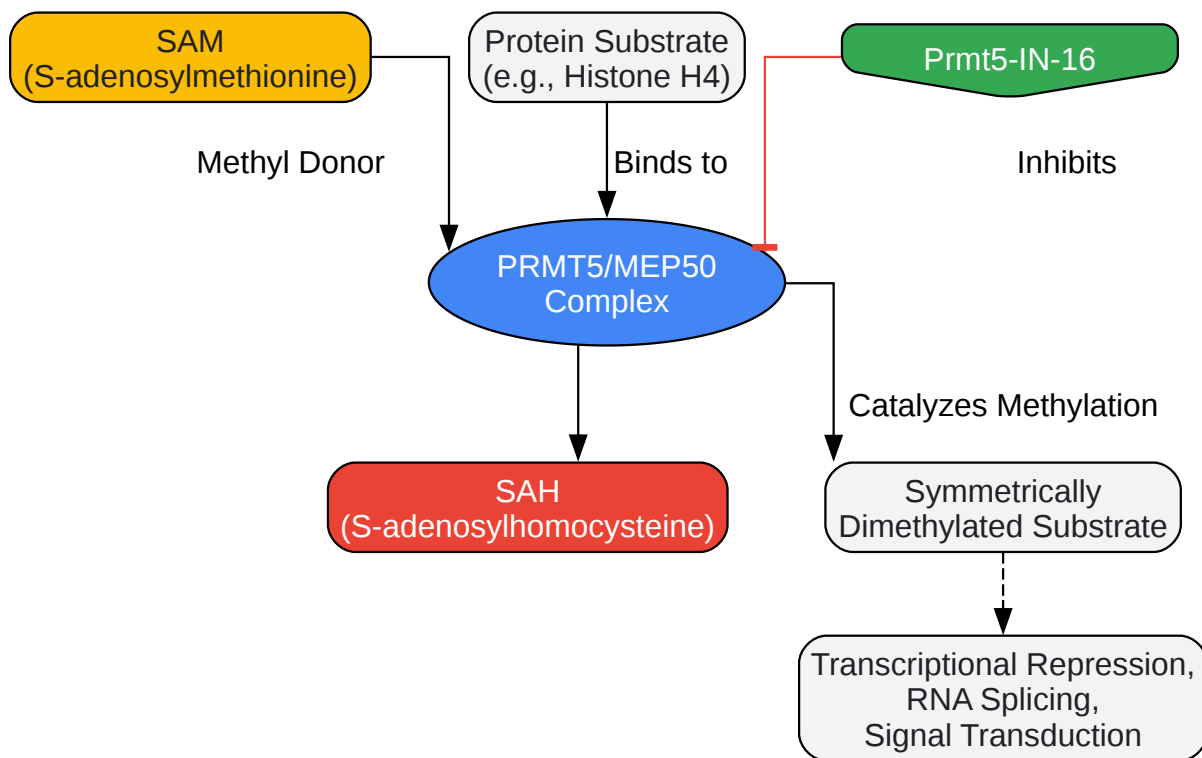 SAM
(S-adenosylmethionine)
Protein Substrate
(e.g., Histone H4)
Prmt5-IN-16
Methyl Donor
Binds to
Inhibits
PRMT5/MEP50
Complex
Catalyzes Methylation
SAH
(S-adenosylhomocysteine)
Symmetrically
Dimethylated Substrate
Transcriptional Repression,
RNA Splicing,
Signal Transduction